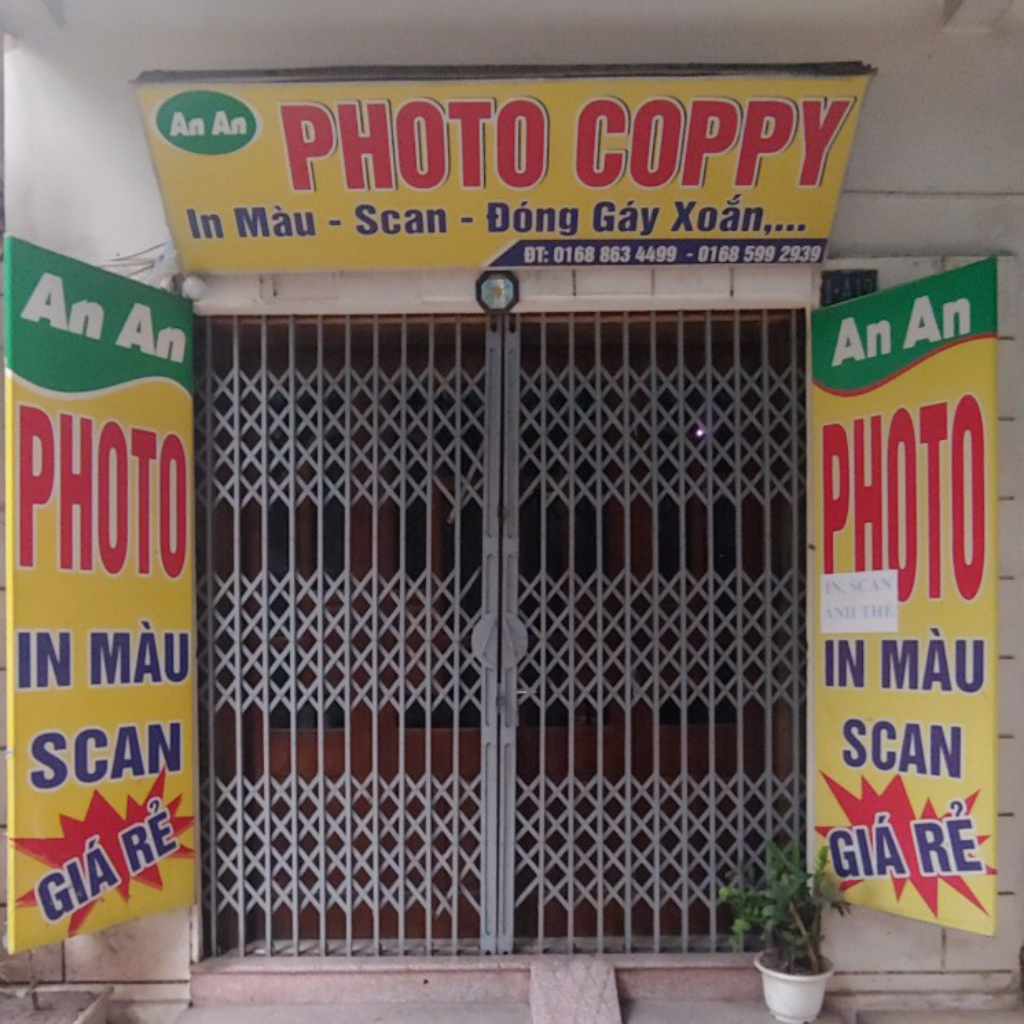 An An
PHOTO COPPY
In Màu - Scan - Đóng Gáy Xoắn,...
ĐT: 0168 863 4499 - 0168 599 2939
An An
PHOTO
IN MÀU
SCAN
GIÁ RẺ
An An
PHOTO
IN, SCAN
ẢNH THẺ
IN MÀU
SCAN
GIÁ RẺ